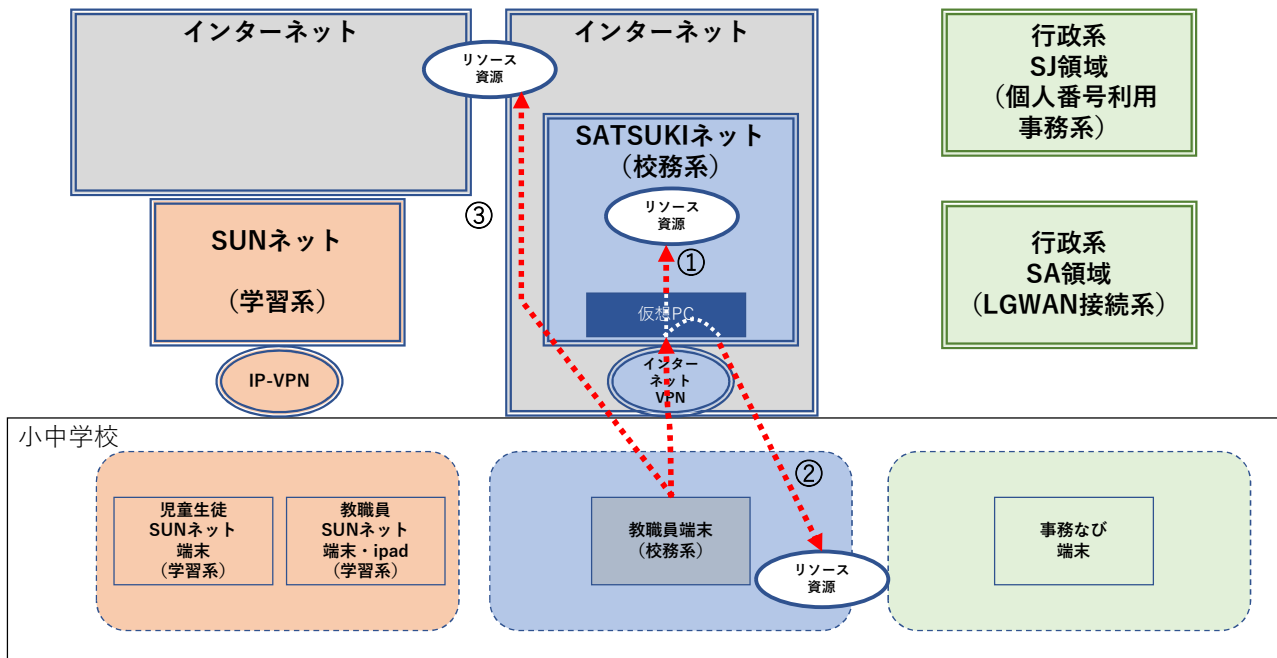 インターネット
リソース
資源
インターネット
行政系
SJ領域
（個人番号利用
事務系）
SATSUKIネット
（校務系）
リソース
資源
③
SUNネット
（学習系）
①
行政系
SA領域
（LGWAN接続系）
仮想PC
IP-VPN
インター
ネット
VPN
小中学校
②
児童生徒
SUNネット
端末
（学習系）
教職員
SUNネット
端末・ipad
（学習系）
教職員端末
（校務系）
リソース
資源
事務なび
端末